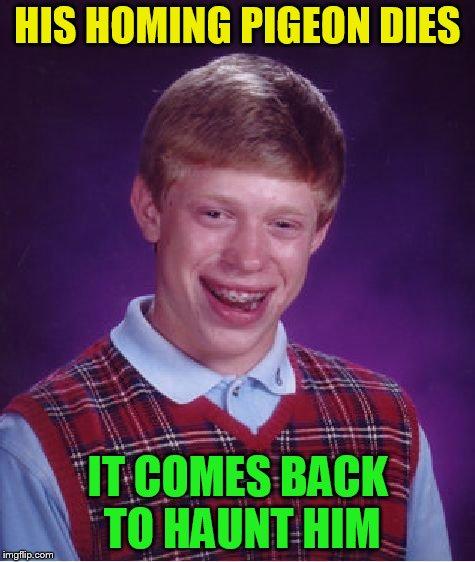 HIS HOMING PIGEON DIES
IT COMES BACK
TO HAUNT HIM
imgflip.com